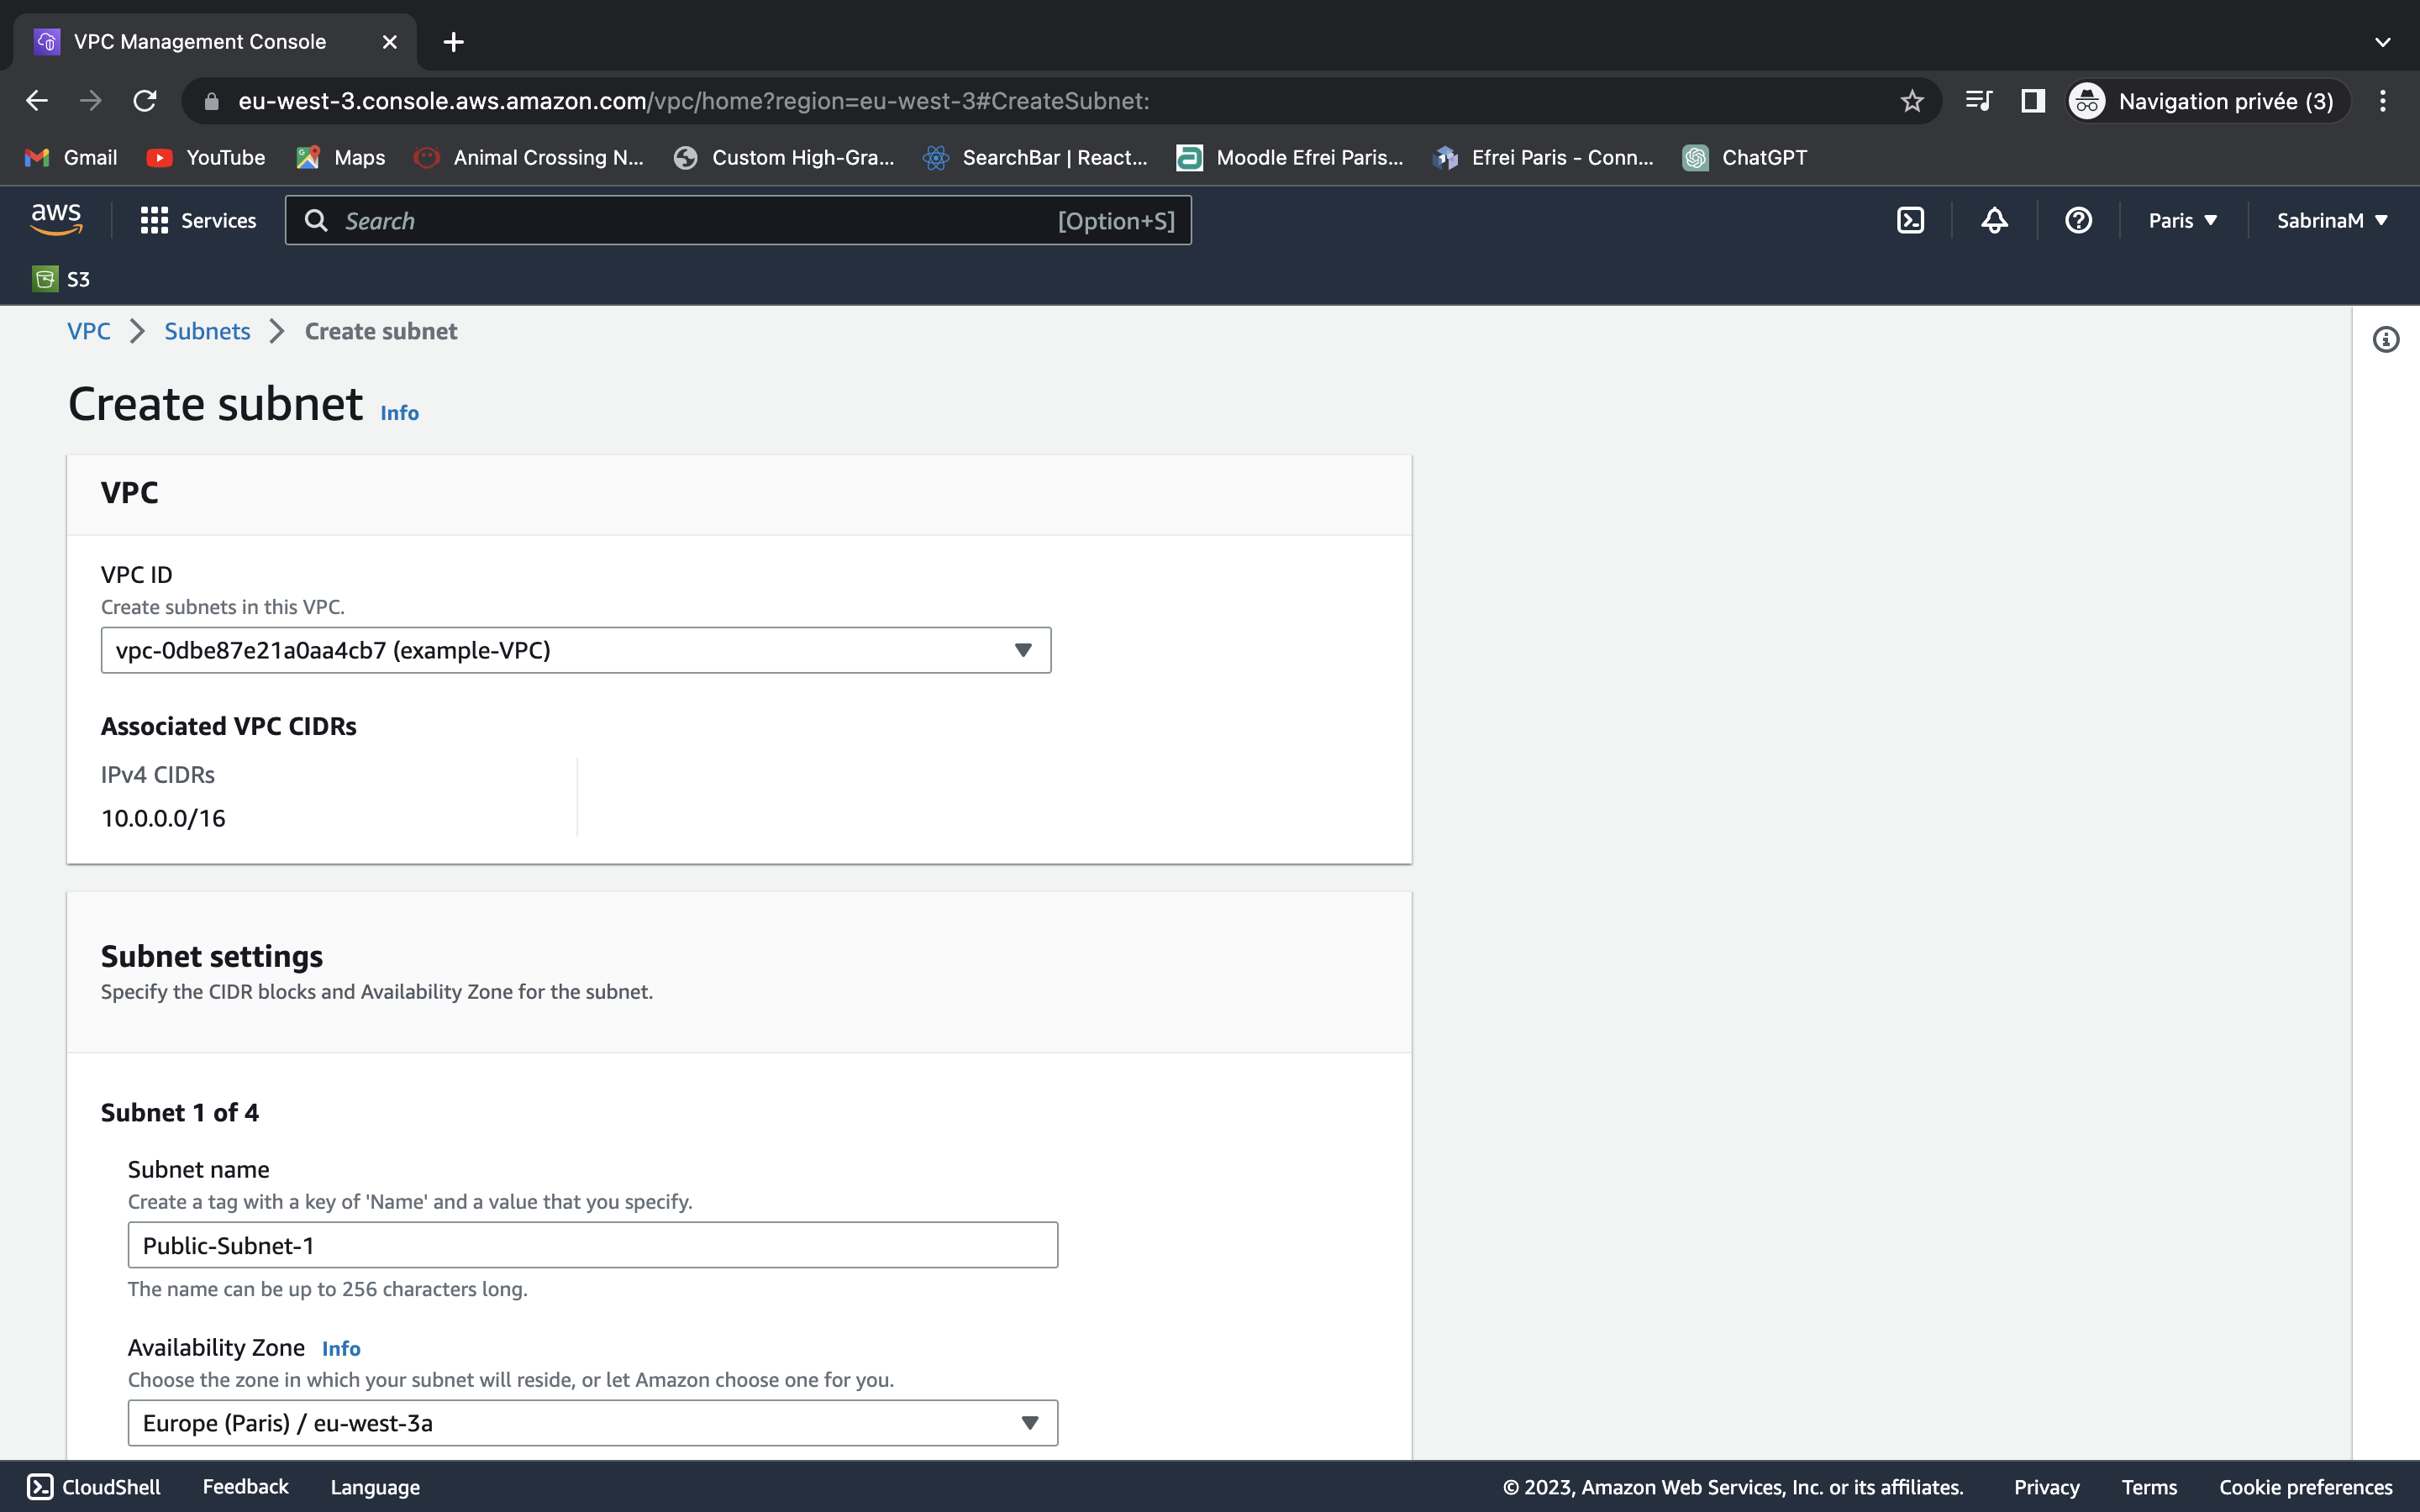 VPC Management Console
eu-west-3.console.aws.amazon.com/vpc/home?region=eu-west-3#CreateSubnet:
Navigation privée (3)
Gmail YouTube Maps Animal Crossing N... Custom High-Gra... SearchBar | React... Moodle Efrei Paris... Efrei Paris - Conn... ChatGPT
aws Services Search [Option+S] Paris SabrinaM
S3
VPC Subnets Create subnet
Create subnet Info
VPC
VPC ID
Create subnets in this VPC.
vpc-0dbe87e21a0aa4cb7 (example-VPC)
Associated VPC CIDRs
IPv4 CIDRs
10.0.0.0/16
Subnet settings
Specify the CIDR blocks and Availability Zone for the subnet.
Subnet 1 of 4
Subnet name
Create a tag with a key of 'Name' and a value that you specify.
Public-Subnet-1
The name can be up to 256 characters long.
Availability Zone Info
Choose the zone in which your subnet will reside, or let Amazon choose one for you.
Europe (Paris) / eu-west-3a
CloudShell Feedback Language © 2023, Amazon Web Services, Inc. or its affiliates. Privacy Terms Cookie preferences